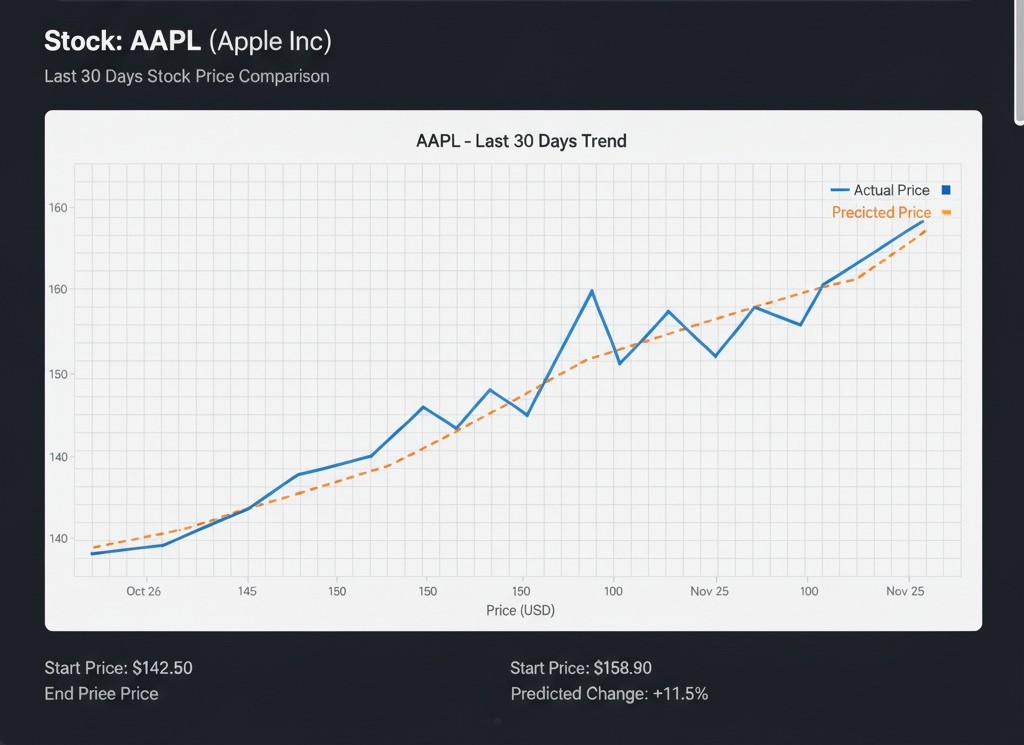 Stock: AAPL (Apple Inc)
Last 30 Days Stock Price Comparison
AAPL - Last 30 Days Trend
Actual Price
Precicted Price
160
160
150
140
140
Oct 26 145 150 150 150 100 Nov 25 100 Nov 25
Price (USD)
Start Price: $142.50 Start Price: $158.90
End Priee Price Predicted Change: +11.5%